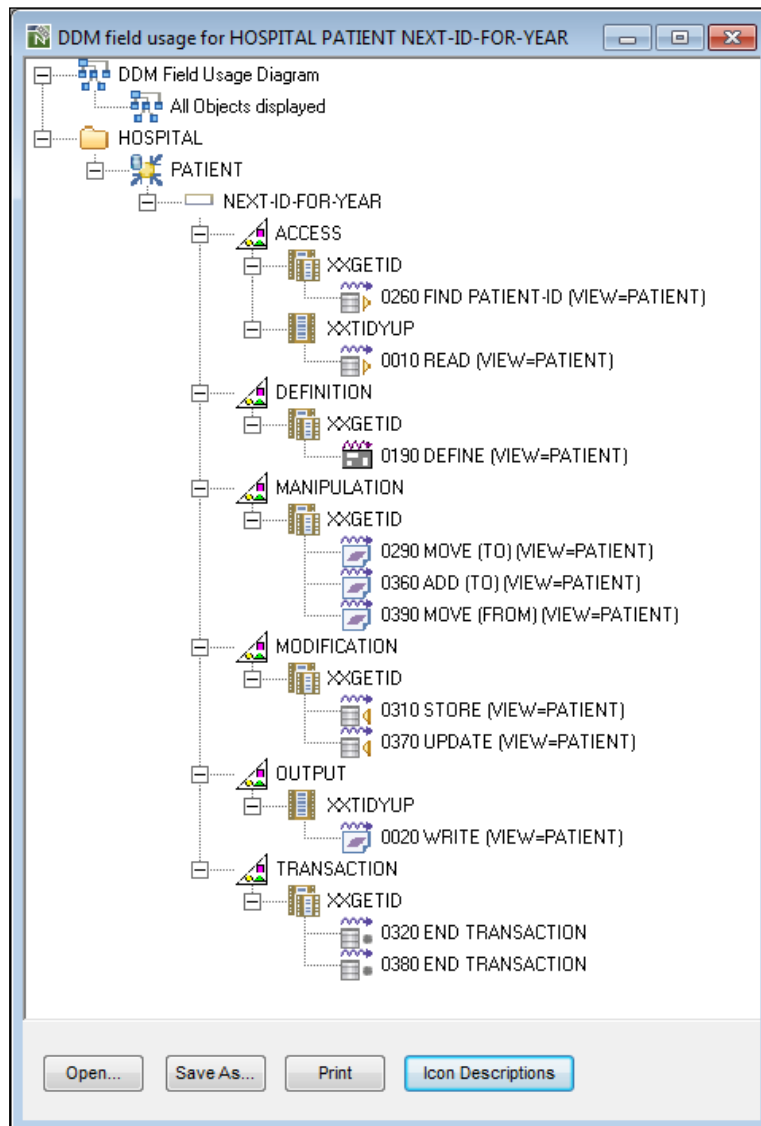 DDM field usage for HOSPITAL PATIENT NEXT-ID-FOR-YEAR
DDM Field Usage Diagram
All Objects displayed
HOSPITAL
PATIENT
NEXT-ID-FOR-YEAR
ACCESS
XXGETID
0260 FIND PATIENT-ID (VIEW=PATIENT)
XXTIDYUP
0010 READ (VIEW=PATIENT)
DEFINITION
XXGETID
0190 DEFINE (VIEW=PATIENT)
MANIPULATION
XXGETID
0290 MOVE (TO) (VIEW=PATIENT)
0360 ADD (TO) (VIEW=PATIENT)
0390 MOVE (FROM) (VIEW=PATIENT)
MODIFICATION
XXGETID
0310 STORE (VIEW=PATIENT)
0370 UPDATE (VIEW=PATIENT)
OUTPUT
XXTIDYUP
0020 WRITE (VIEW=PATIENT)
TRANSACTION
XXGETID
0320 END TRANSACTION
0380 END TRANSACTION
Open... Save As... Print Icon Descriptions